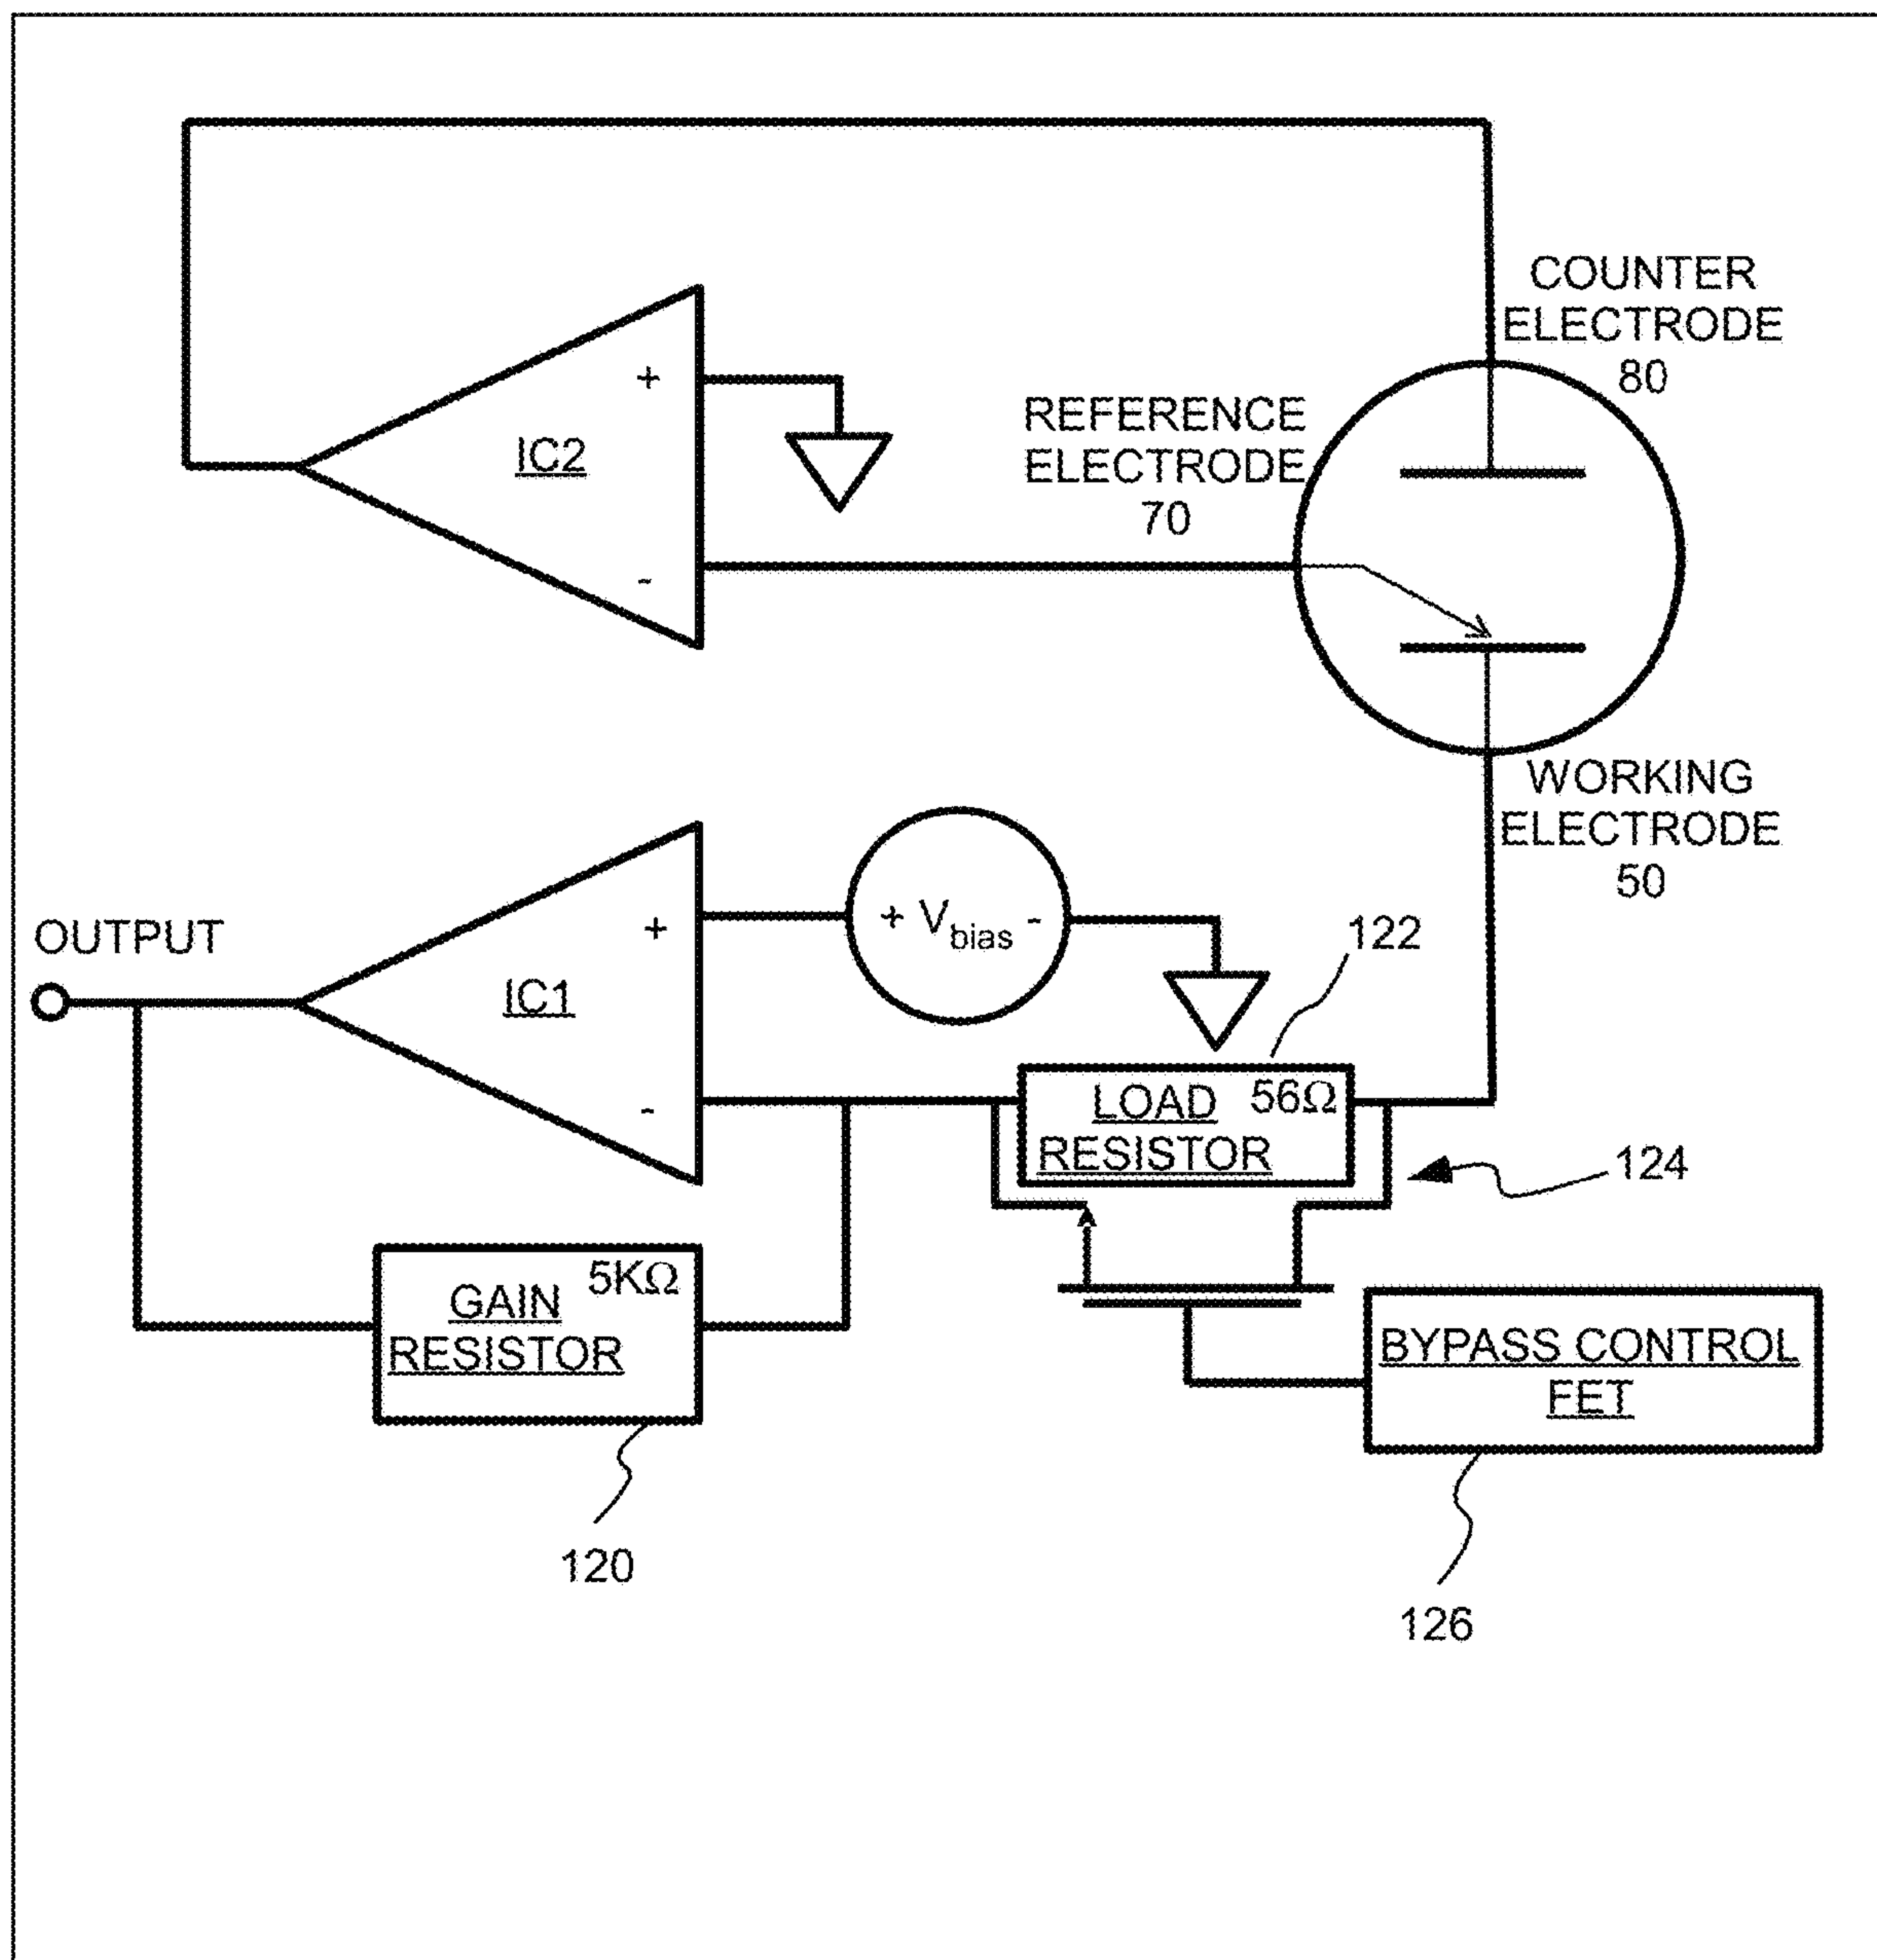 COUNTER
ELECTRODE
80
REFERENCE
ELECTRODE
70
+
IC2
-
WORKING
ELECTRODE
50
OUTPUT
+
IC1
-
+ Vbias -
122
LOAD 56Ω
RESISTOR
124
5KΩ
GAIN
RESISTOR
BYPASS CONTROL
FET
120
126